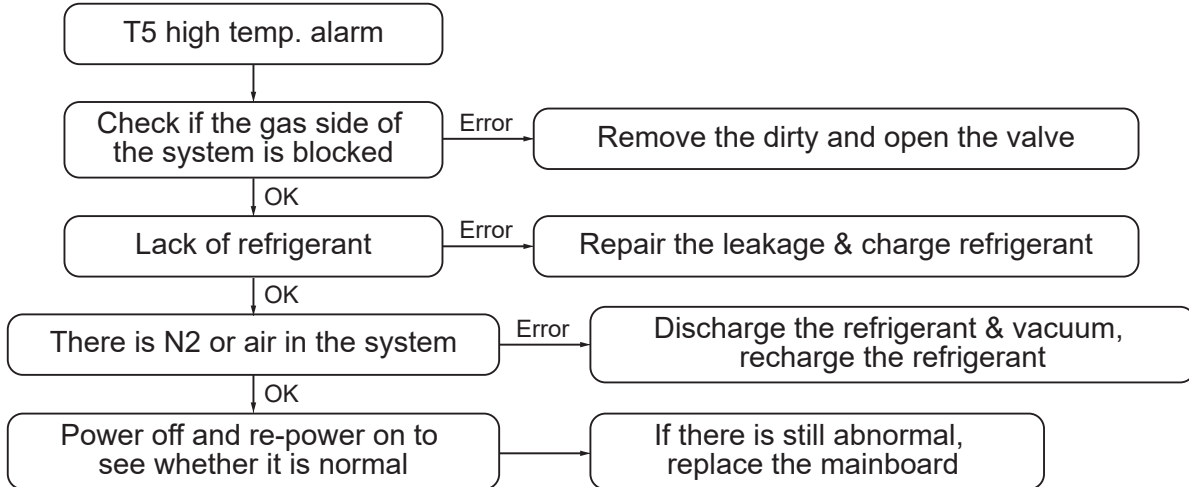 T5 high temp. alarm
Check if the gas side of
the system is blocked
Error
Remove the dirty and open the valve
OK
Lack of refrigerant
Error
Repair the leakage & charge refrigerant
OK
There is N2 or air in the system
Error
Discharge the refrigerant & vacuum,
recharge the refrigerant
OK
Power off and re-power on to
see whether it is normal
If there is still abnormal,
replace the mainboard